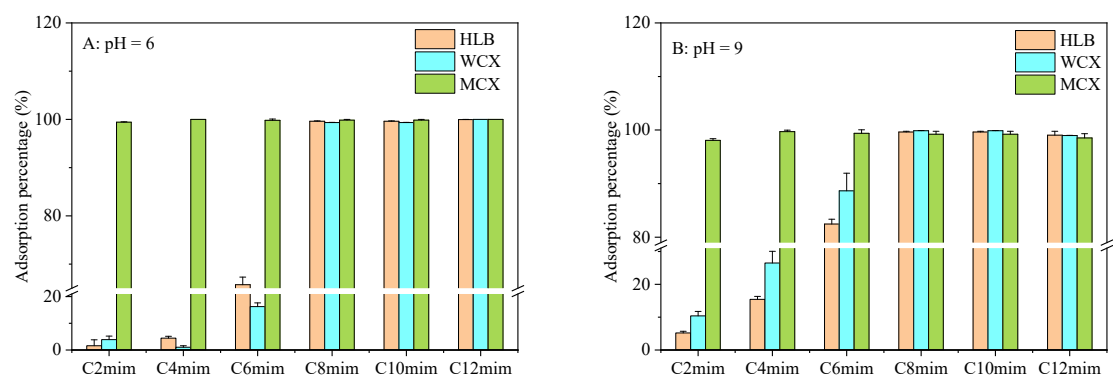 120
100
80
20
0
Adsorption percentage (%)
A: pH = 6
HLB
WCX
MCX
C2mim C4mim C6mim C8mim C10mim C12mim
120
100
80
20
0
Adsorption percentage (%)
B: pH = 9
HLB
WCX
MCX
C2mim C4mim C6mim C8mim C10mim C12mim